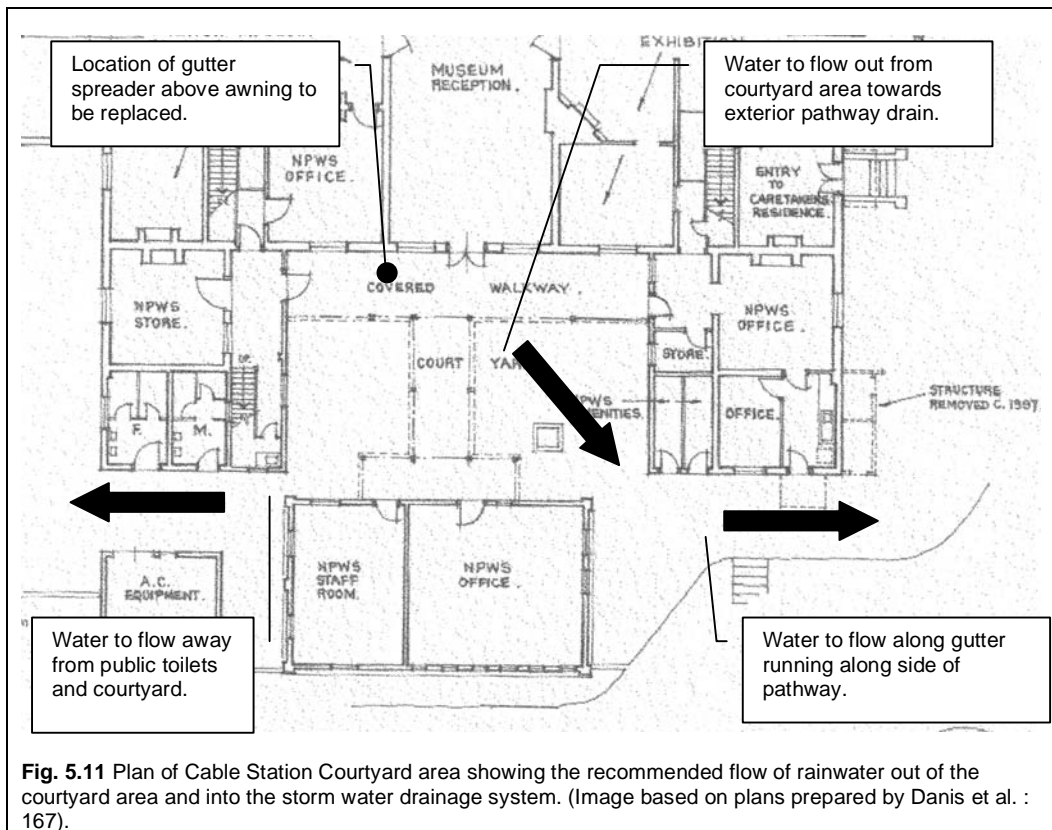 Location of gutter
spreader above awning to
be replaced.
Water to flow out from
courtyard area towards
exterior pathway drain.
EXHIBITION
MUSEUM
RECEPTION.
NPWS
OFFICE.
ENTRY
TO
CARETAKERS
RESIDENCE.
COVERED WALKWAY.
NPWS
STORE.
NPWS
OFFICE.
STORE.
COURT
UP
F. M.
OFFICE.
STRUCTURE
REMOVED C. 1997
NPWS
STAFF
ROOM.
NPWS
OFFICE.
A.C.
EQUIPMENT.
Water to flow away
from public toilets
and courtyard.
Water to flow along gutter
running along side of
pathway.
Fig. 5.11 Plan of Cable Station Courtyard area showing the recommended flow of rainwater out of the
courtyard area and into the storm water drainage system. (Image based on plans prepared by Danis et al. :
167).